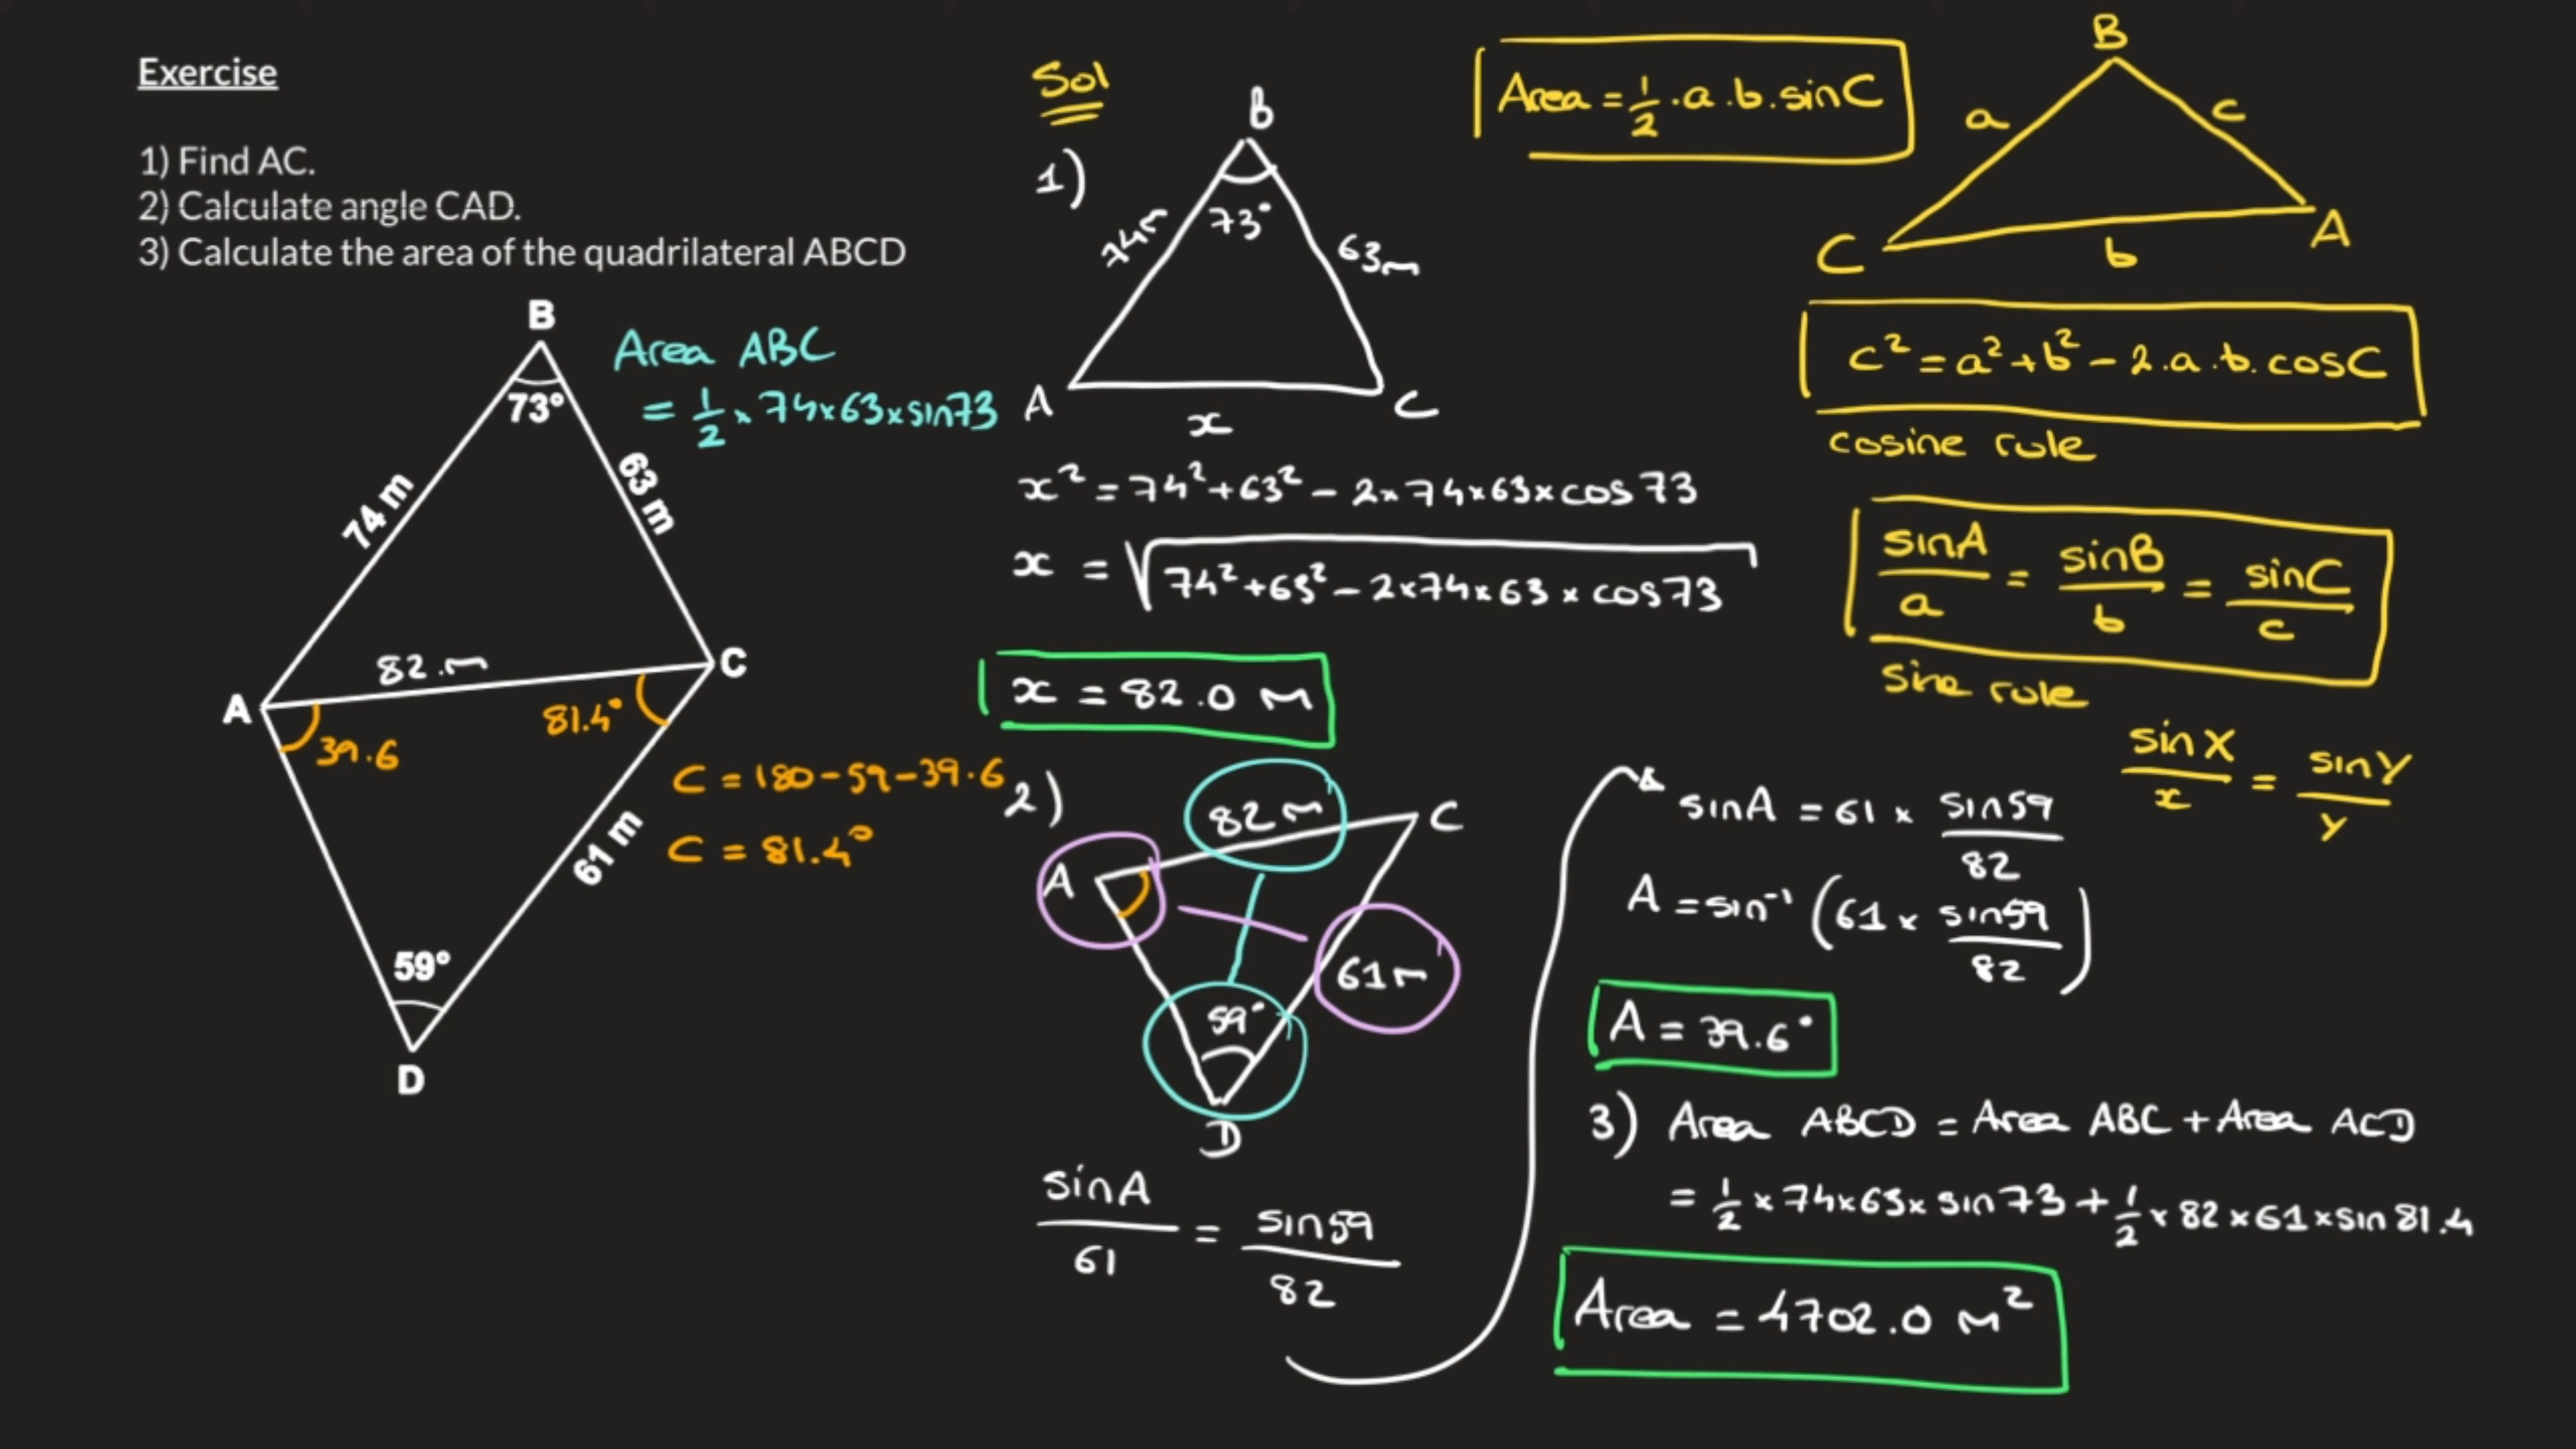 Exercise
1) Find AC.
2) Calculate angle CAD.
3) Calculate the area of the quadrilateral ABCD
B
73°
74 m
63 m
Area ABC
= 1/2 × 74×63×sin73
82.m
A
C
39.6
81.4°
C = 180-59-39.6
C = 81.4°
61 m
59°
D
Sol
1)
B
73°
74m
63m
A
C
x
x² = 74²+63² - 2×74×63×cos73
x = √74²+63²-2×74×63×cos73
x = 82.0 m
2)
82m
C
A
61m
59°
D
sinA/61 = sin59/82
Area = 1/2 . a . b . sinC
B
a
c
C
b
A
c² = a² + b² - 2.a.b.cosC
cosine rule
sinA/a = sinB/b = sinC/c
sine rule
sinX/x = sinY/y
sinA = 61 × sin59/82
A = sin⁻¹ (61 × sin59/82)
A = 39.6°
3) Area ABCD = Area ABC + Area ACD
= 1/2 × 74×63× sin73 + 1/2 × 82×61×sin81.4
Area = 4702.0 m²